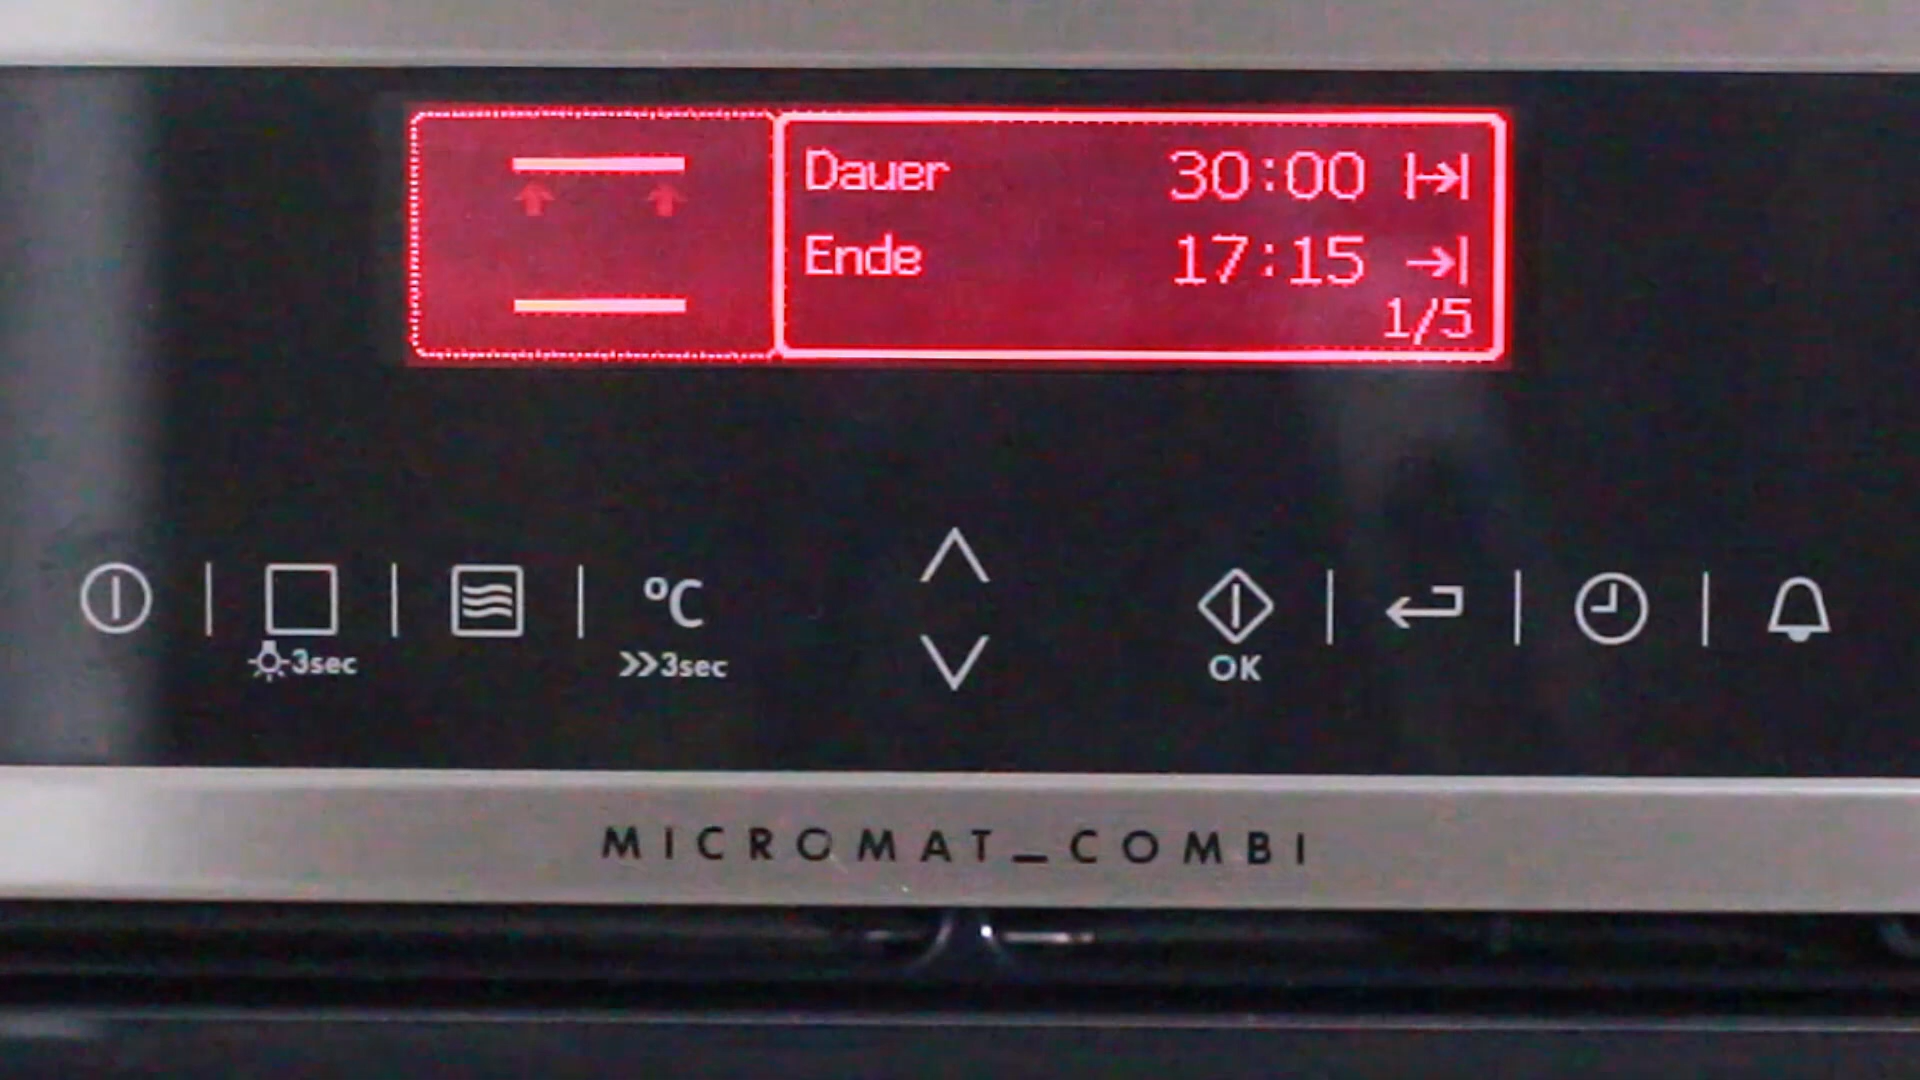 Dauer 30:00
Ende 17:15
1/5
3sec
°C
»3sec
OK
MICROMAT_COMBI